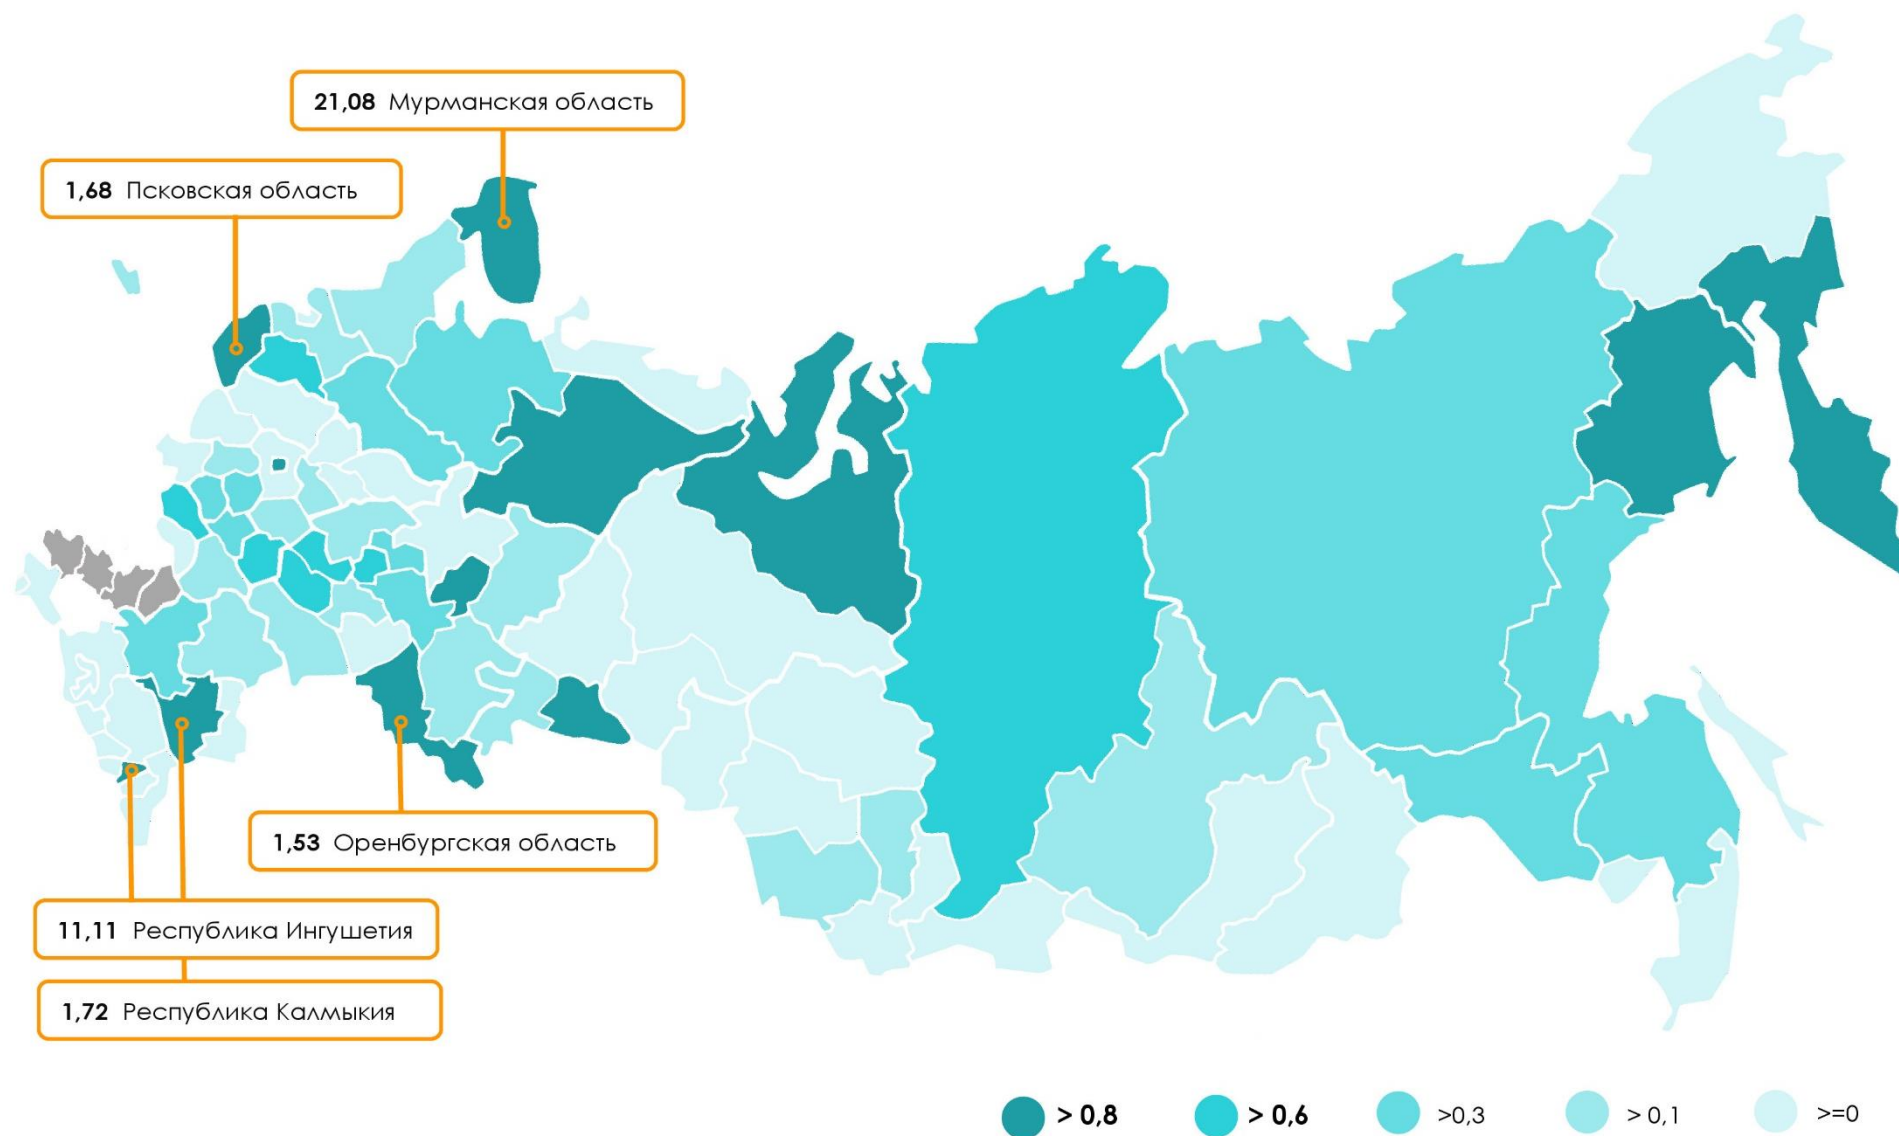 21,08 Мурманская область
1,68 Псковская область
1,53 Оренбургская область
11,11 Республика Ингушетия
1,72 Республика Калмыкия
> 0,8 > 0,6 >0,3 > 0,1 >=0